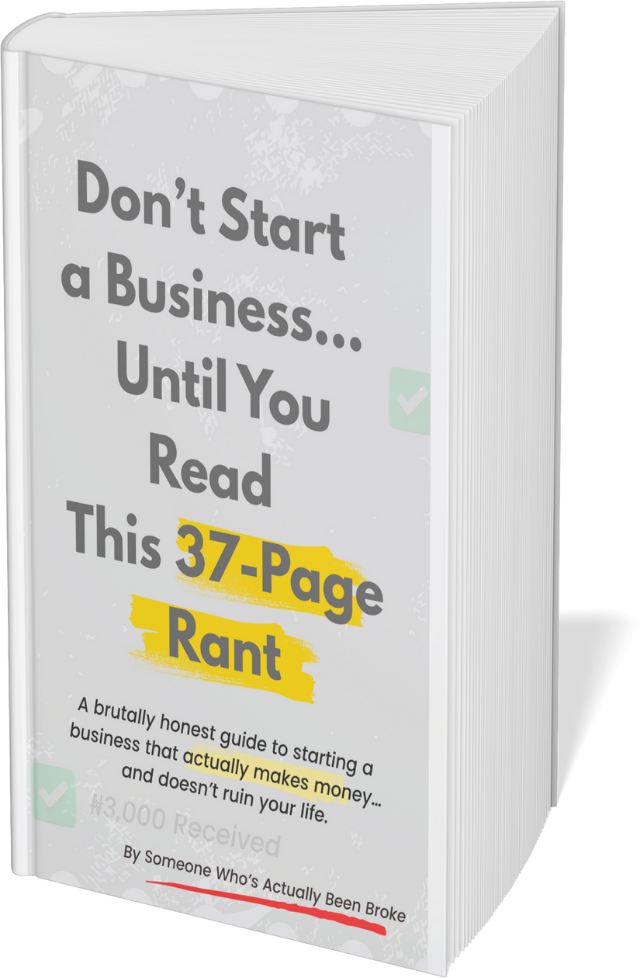 Don’t Start
a Business...
Until You
Read
This 37-Page
Rant
A brutally honest guide to starting a
business that actually makes money...
and doesn’t ruin your life.
₦3,000 Received
By Someone Who’s Actually Been Broke